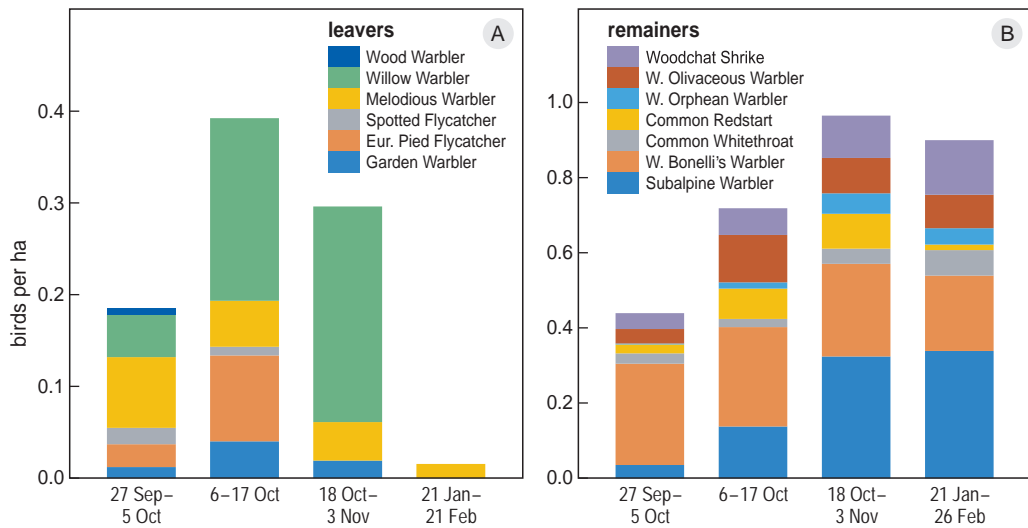 leavers
A
Wood Warbler
Willow Warbler
Melodious Warbler
Spotted Flycatcher
Eur. Pied Flycatcher
Garden Warbler
birds per ha
0.4
0.3
0.2
0.1
0.0
27 Sep–
5 Oct
6–17 Oct
18 Oct–
3 Nov
21 Jan–
21 Feb
remainers
B
Woodchat Shrike
W. Olivaceous Warbler
W. Orphean Warbler
Common Redstart
Common Whitethroat
W. Bonelli's Warbler
Subalpine Warbler
1.0
0.8
0.6
0.4
0.2
0.0
27 Sep–
5 Oct
6–17 Oct
18 Oct–
3 Nov
21 Jan–
26 Feb